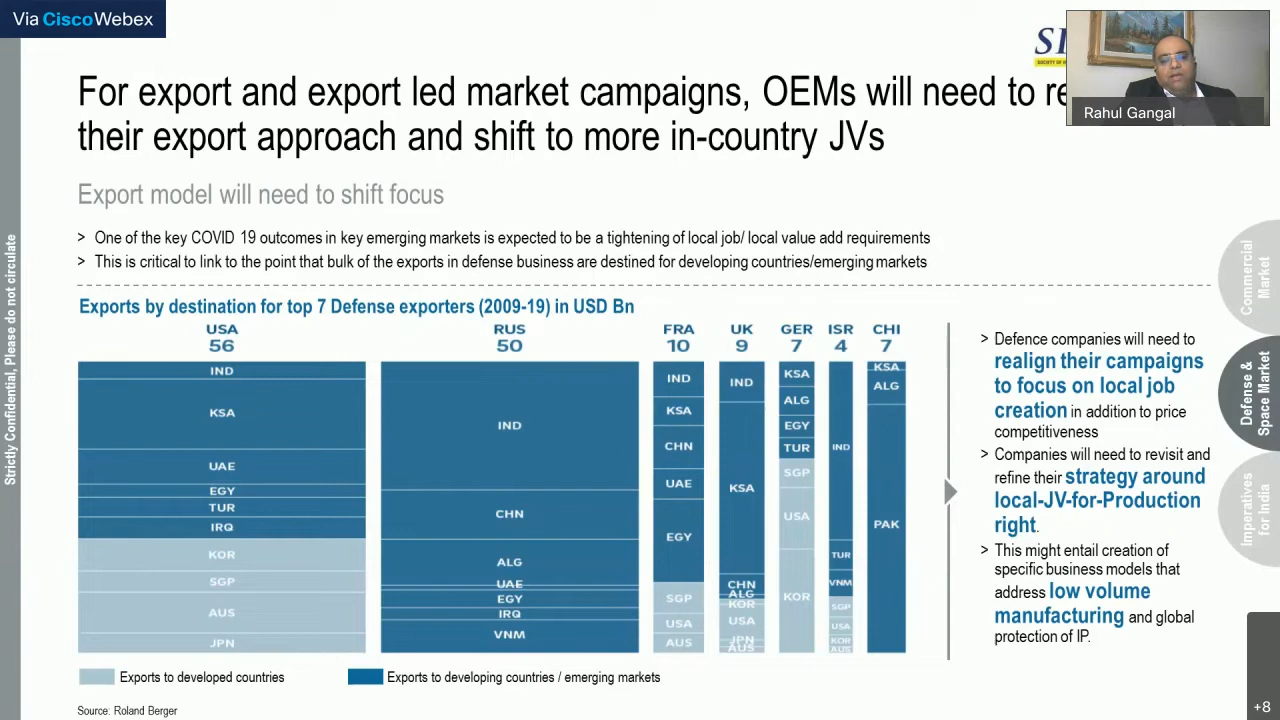 Via CiscoWebex
For export and export led market campaigns, OEMs will need to
their export approach and shift to more in-country JVs
Rahul Gangal
Export model will need to shift focus
> One of the key COVID 19 outcomes in key emerging markets is expected to be a tightening of local job/ local value add requirements
> This is critical to link to the point that bulk of the exports in defense business are destined for developing countries/emerging markets
Strictly Confidential, Please do not circulate
Exports by destination for top 7 Defense exporters (2009-19) in USD Bn
USA
56
IND
KSA
UAE
EGY
TUR
IRQ
KOR
SGP
AUS
JPN
RUS
50
IND
CHN
ALG
UAE
EGY
IRQ
VNM
FRA
10
IND
KSA
CHN
UAE
EGY
SGP
USA
AUS
UK
9
IND
KSA
CHN
ALG
KOR
USA
JPN
AUS
GER
7
KSA
ALG
EGY
TUR
SGP
USA
KOR
ISR
4
IND
TUR
VNM
SGP
USA
KOR
AUS
CHI
7
KSA
ALG
PAK
Exports to developed countries
Exports to developing countries / emerging markets
Source: Roland Berger
> Defence companies will need to
realign their campaigns
to focus on local job
creation in addition to price
competitiveness
> Companies will need to revisit and
refine their strategy around
local-JV-for-Production
right.
> This might entail creation of
specific business models that
address low volume
manufacturing and global
protection of IP.
Commercial
Market
Defense &
Space Market
Imperatives
for India
+8